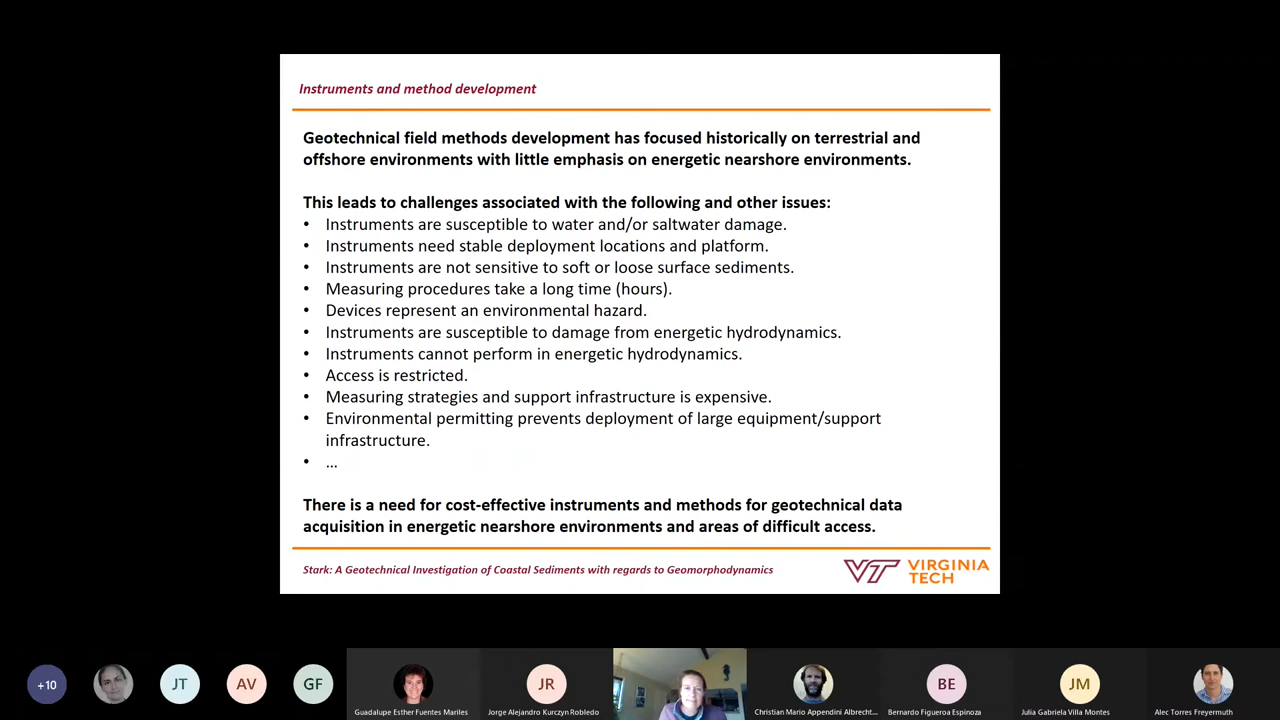 Instruments and method development
Geotechnical field methods development has focused historically on terrestrial and
offshore environments with little emphasis on energetic nearshore environments.
This leads to challenges associated with the following and other issues:
• Instruments are susceptible to water and/or saltwater damage.
• Instruments need stable deployment locations and platform.
• Instruments are not sensitive to soft or loose surface sediments.
• Measuring procedures take a long time (hours).
• Devices represent an environmental hazard.
• Instruments are susceptible to damage from energetic hydrodynamics.
• Instruments cannot perform in energetic hydrodynamics.
• Access is restricted.
• Measuring strategies and support infrastructure is expensive.
• Environmental permitting prevents deployment of large equipment/support
infrastructure.
• ...
There is a need for cost-effective instruments and methods for geotechnical data
acquisition in energetic nearshore environments and areas of difficult access.
Stark: A Geotechnical Investigation of Coastal Sediments with regards to Geomorphodynamics
VT VIRGINIA
TECH
+10 JT AV GF JR BE JM
Guadalupe Esther Fuentes Mariles Jorge Alejandro Kurczyn Robledo Christian Mario Appendini Albrecht... Bernardo Figueroa Espinoza Julia Gabriela Villa Montes Alec Torres Freyermuth